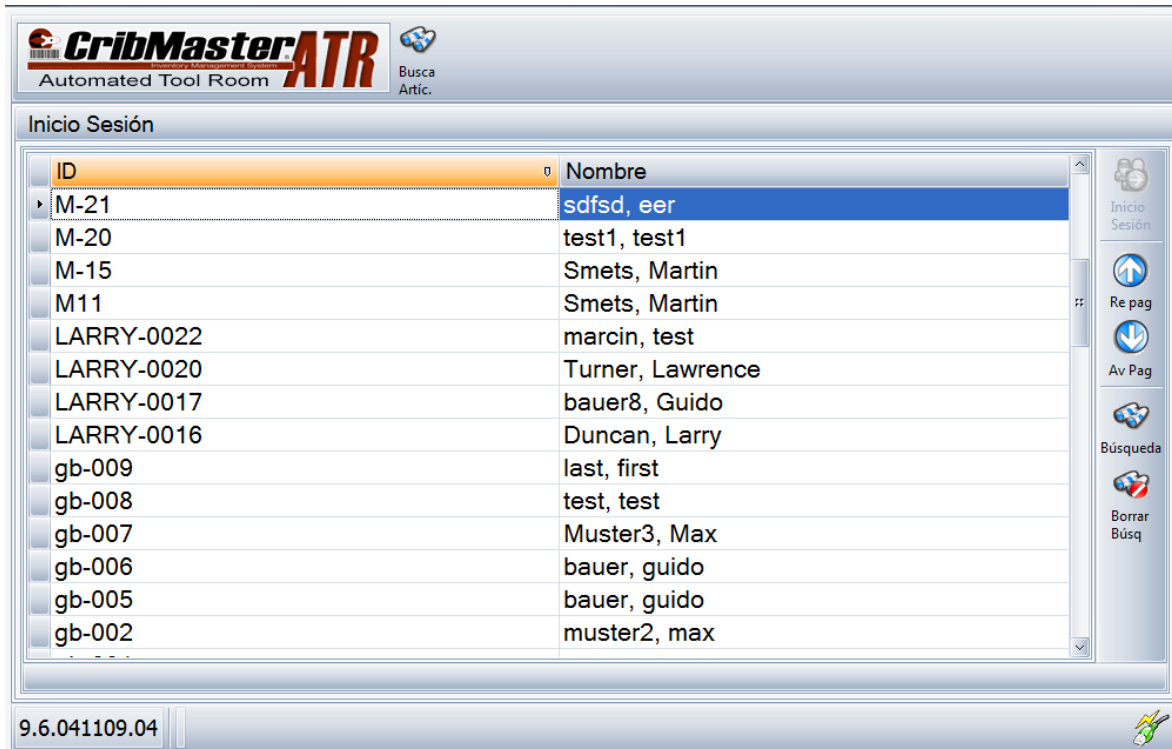 CribMaster ATR
Inventory Management System
Automated Tool Room
Busca
Artíc.
Inicio Sesión
ID Nombre
M-21 sdfsd, eer
M-20 test1, test1
M-15 Smets, Martin
M11 Smets, Martin
LARRY-0022 marcin, test
LARRY-0020 Turner, Lawrence
LARRY-0017 bauer8, Guido
LARRY-0016 Duncan, Larry
gb-009 last, first
gb-008 test, test
gb-007 Muster3, Max
gb-006 bauer, guido
gb-005 bauer, guido
gb-002 muster2, max
Inicio
Sesión
Re pag
Av Pag
Búsqueda
Borrar
Búsq
9.6.041109.04